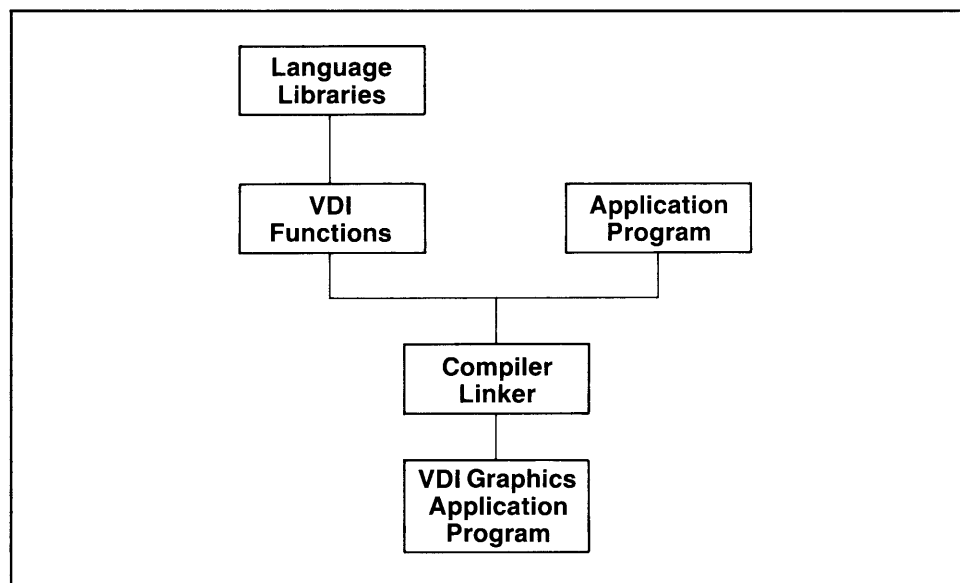 Language
Libraries
VDI
Functions
Application
Program
Compiler
Linker
VDI Graphics
Application
Program